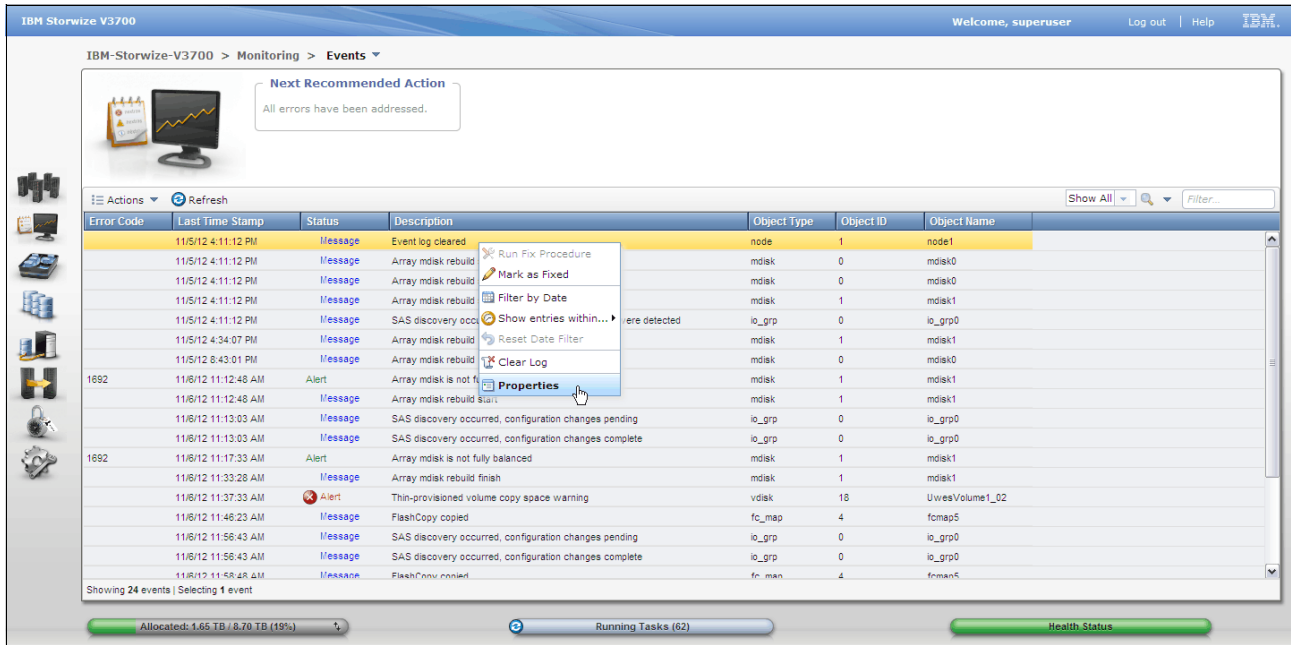 IBM Storwize V3700
Welcome, superuser
Log out | Help
IBM.
IBM-Storwize-V3700 > Monitoring > Events
Next Recommended Action
All errors have been addressed.
Actions
Refresh
Show All
Filter...
Error Code Last Time Stamp Status Description Object Type Object ID Object Name
11/5/12 4:11:12 PM Message Event log cleared node 1 node1
11/5/12 4:11:12 PM Message Array mdisk rebuild mdisk 0 mdisk0
11/5/12 4:11:12 PM Message Array mdisk rebuild mdisk 0 mdisk0
11/5/12 4:11:12 PM Message Array mdisk rebuild mdisk 1 mdisk1
11/5/12 4:11:12 PM Message SAS discovery occu ere detected io_grp 0 io_grp0
11/5/12 4:34:07 PM Message Array mdisk rebuild mdisk 1 mdisk1
11/5/12 8:43:01 PM Message Array mdisk rebuild mdisk 0 mdisk0
1692 11/6/12 11:12:48 AM Alert Array mdisk is not fu mdisk 1 mdisk1
11/6/12 11:12:48 AM Message Array mdisk rebuild start mdisk 1 mdisk1
11/6/12 11:13:03 AM Message SAS discovery occurred, configuration changes pending io_grp 0 io_grp0
11/6/12 11:13:03 AM Message SAS discovery occurred, configuration changes complete io_grp 0 io_grp0
1692 11/6/12 11:17:33 AM Alert Array mdisk is not fully balanced mdisk 1 mdisk1
11/6/12 11:33:28 AM Message Array mdisk rebuild finish mdisk 1 mdisk1
11/6/12 11:37:33 AM Alert Thin-provisioned volume copy space warning vdisk 18 UwesVolume1_02
11/6/12 11:46:23 AM Message FlashCopy copied fc_map 4 fcmap5
11/6/12 11:56:43 AM Message SAS discovery occurred, configuration changes pending io_grp 0 io_grp0
11/6/12 11:56:43 AM Message SAS discovery occurred, configuration changes complete io_grp 0 io_grp0
11/6/12 11:58:48 AM Message FlashCopy copied fc_map 4 fcmap5
Run Fix Procedure
Mark as Fixed
Filter by Date
Show entries within...
Reset Date Filter
Clear Log
Properties
Showing 24 events | Selecting 1 event
Allocated: 1.65 TB / 8.70 TB (19%)
Running Tasks (62)
Health Status